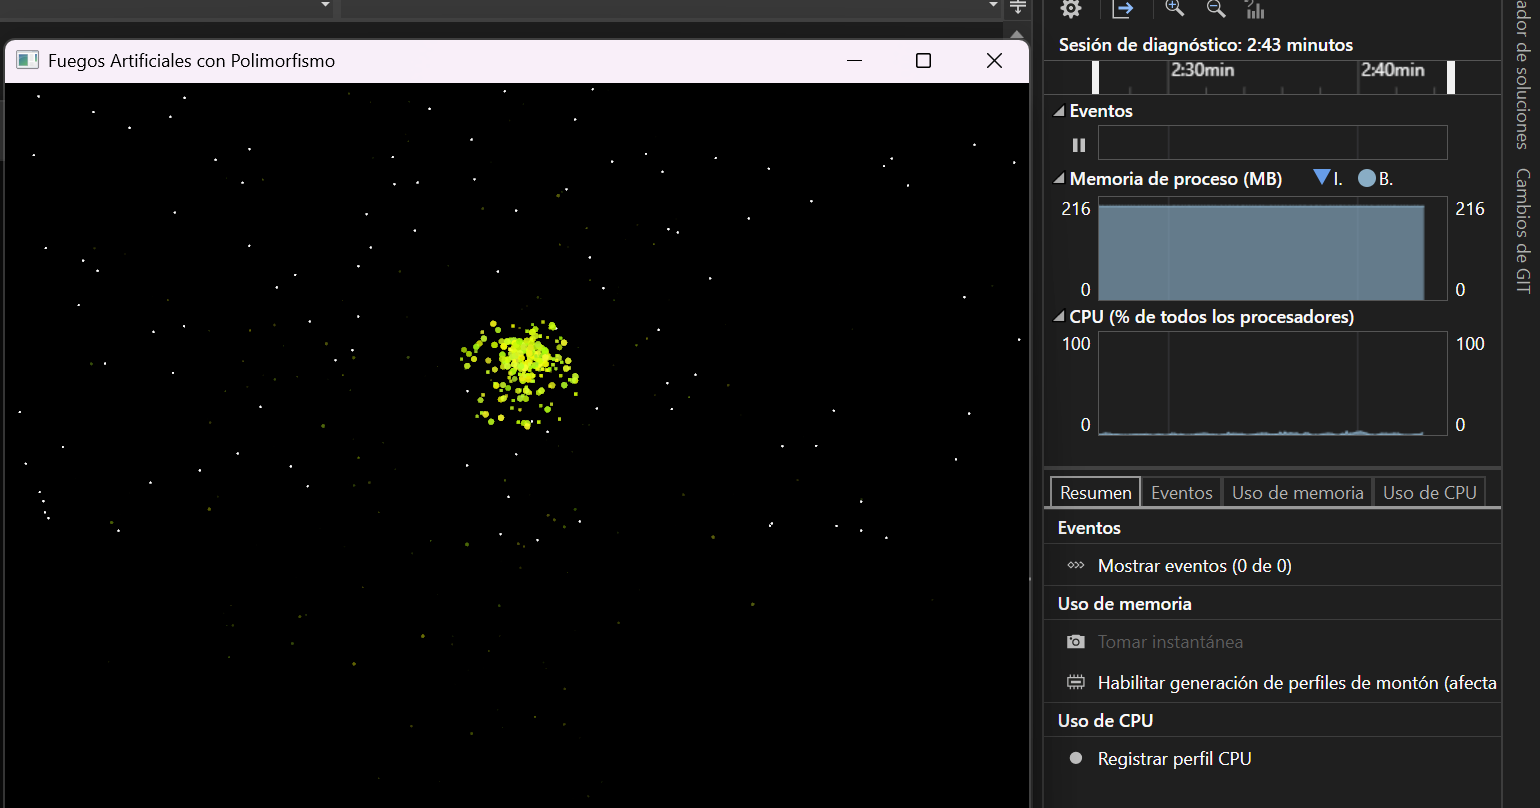 Fuegos Artificiales con Polimorfismo
Sesión de diagnóstico: 2:43 minutos
2:30min 2:40min
Eventos
Memoria de proceso (MB) I. B.
216 216
0 0
CPU (% de todos los procesadores)
100 100
0 0
Resumen Eventos Uso de memoria Uso de CPU
Eventos
Mostrar eventos (0 de 0)
Uso de memoria
Tomar instantánea
Habilitar generación de perfiles de montón (afecta
Uso de CPU
Registrar perfil CPU
ador de soluciones
Cambios de GIT